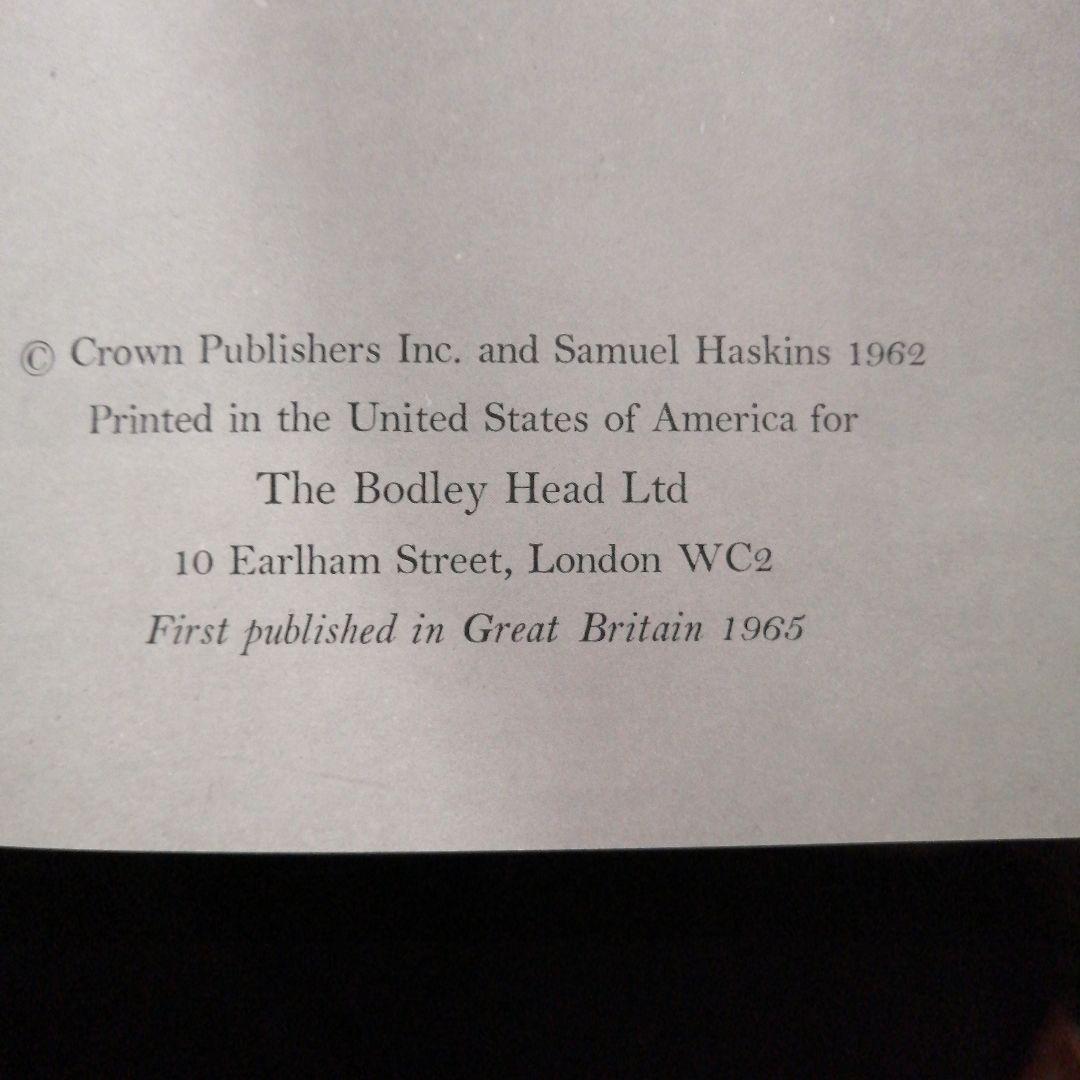 © Crown Publishers Inc. and Samuel Haskins 1962
Printed in the United States of America for
The Bodley Head Ltd
10 Earlham Street, London WC2
First published in Great Britain 1965